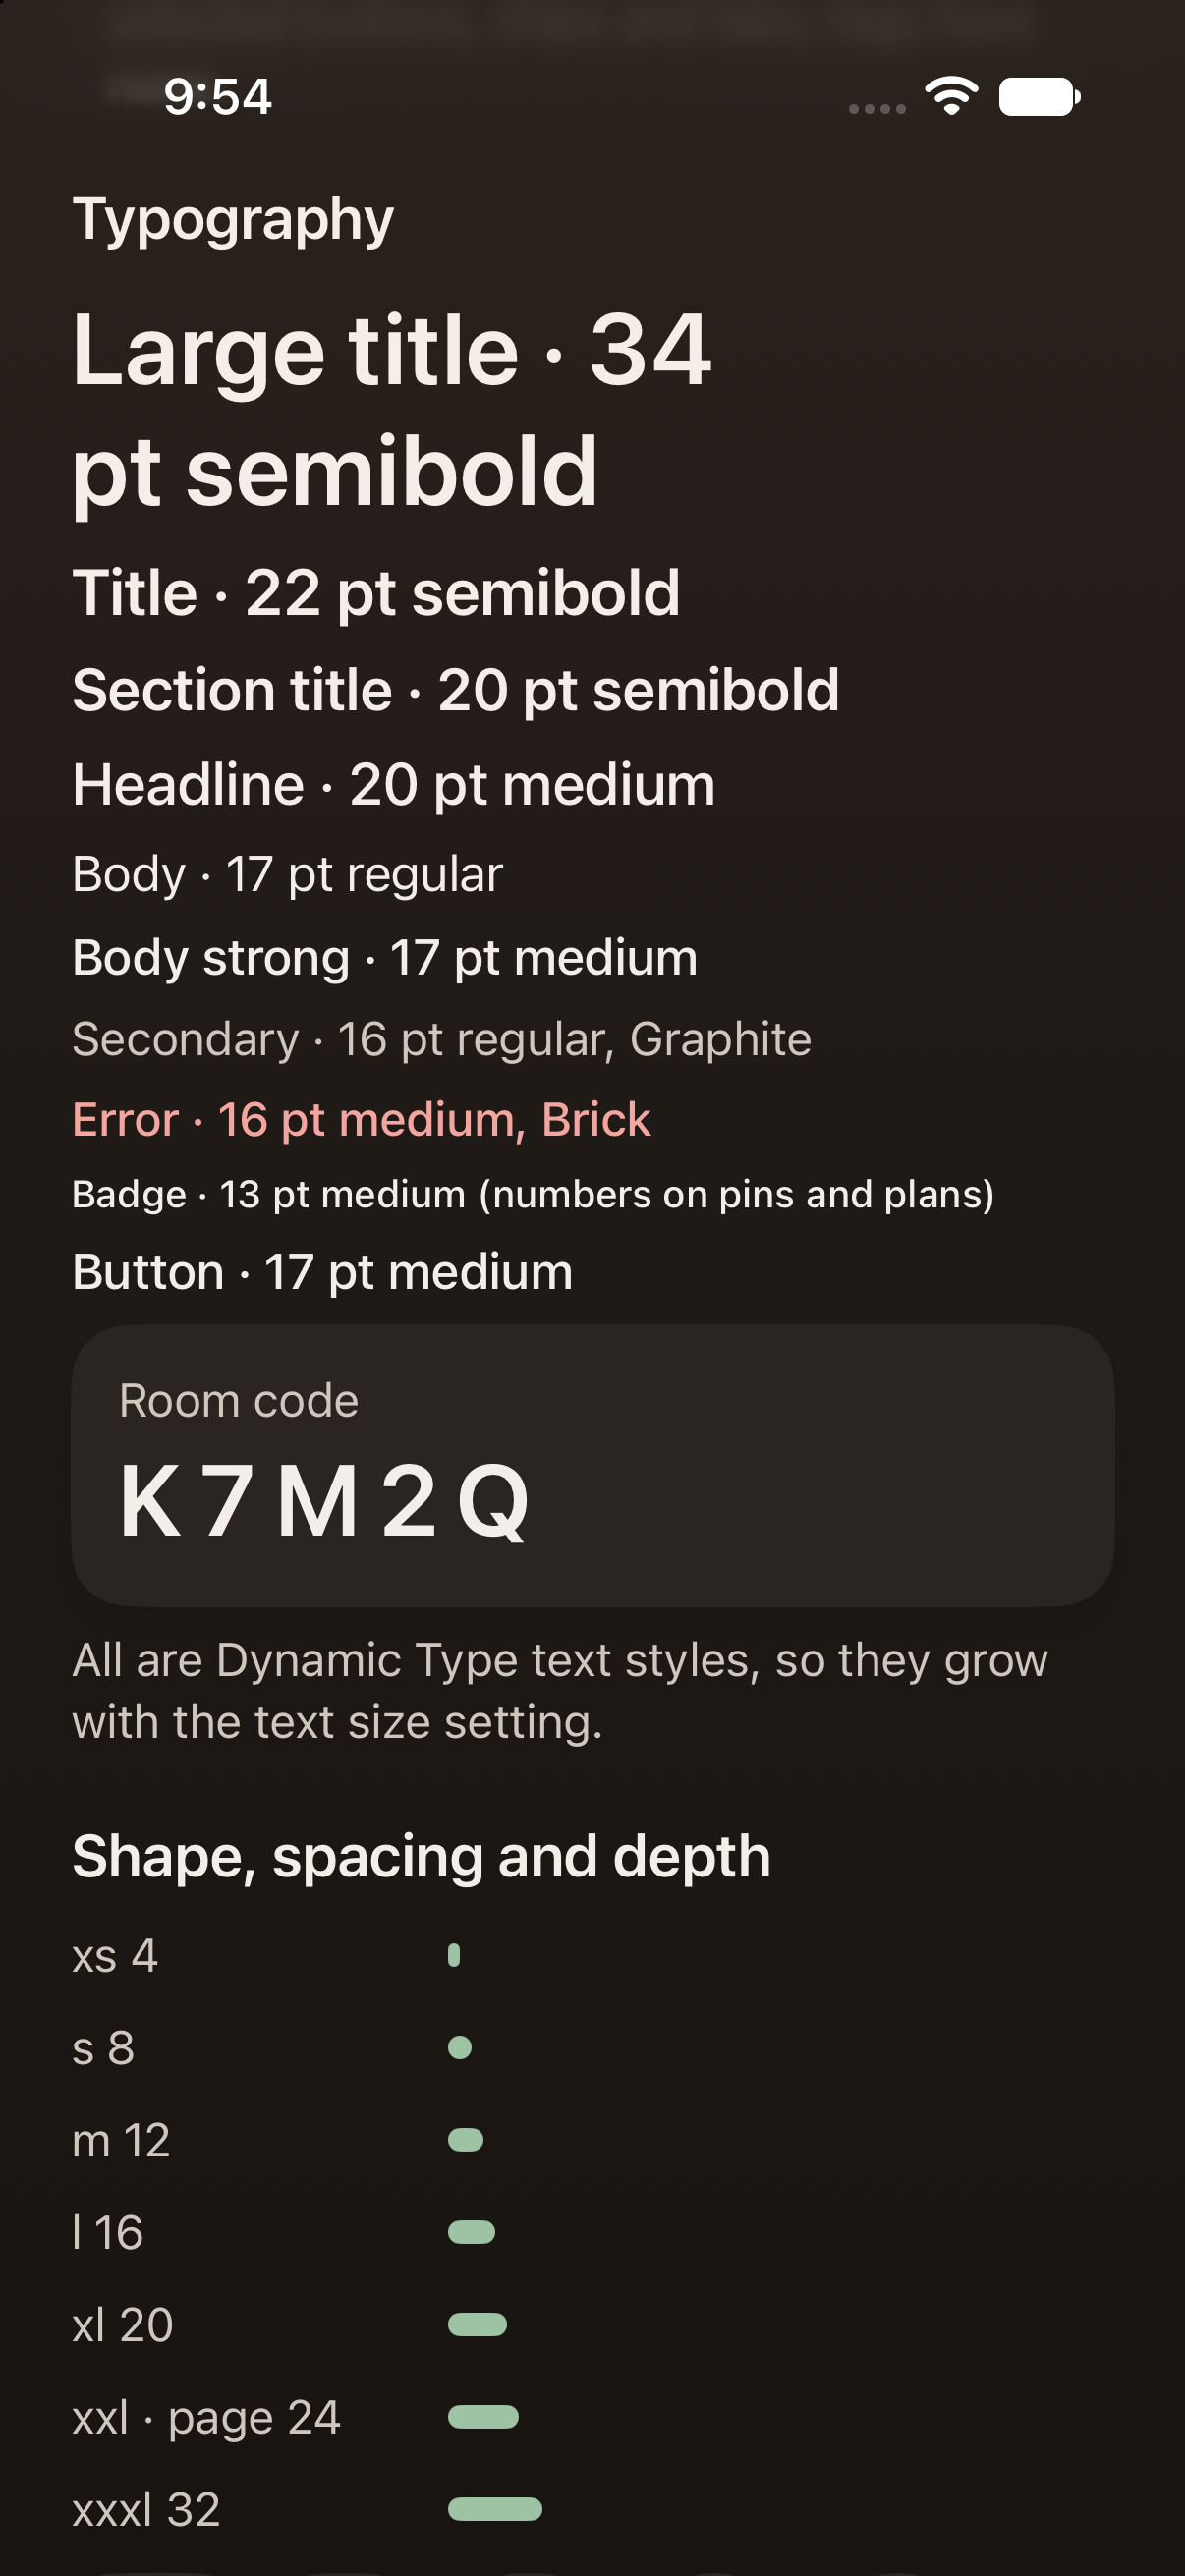 9:54
Typography
Large title · 34
pt semibold
Title · 22 pt semibold
Section title · 20 pt semibold
Headline · 20 pt medium
Body · 17 pt regular
Body strong · 17 pt medium
Secondary · 16 pt regular, Graphite
Error · 16 pt medium, Brick
Badge · 13 pt medium (numbers on pins and plans)
Button · 17 pt medium
Room code
K7M2Q
All are Dynamic Type text styles, so they grow
with the text size setting.
Shape, spacing and depth
xs 4
s 8
m 12
l 16
xl 20
xxl · page 24
xxxl 32